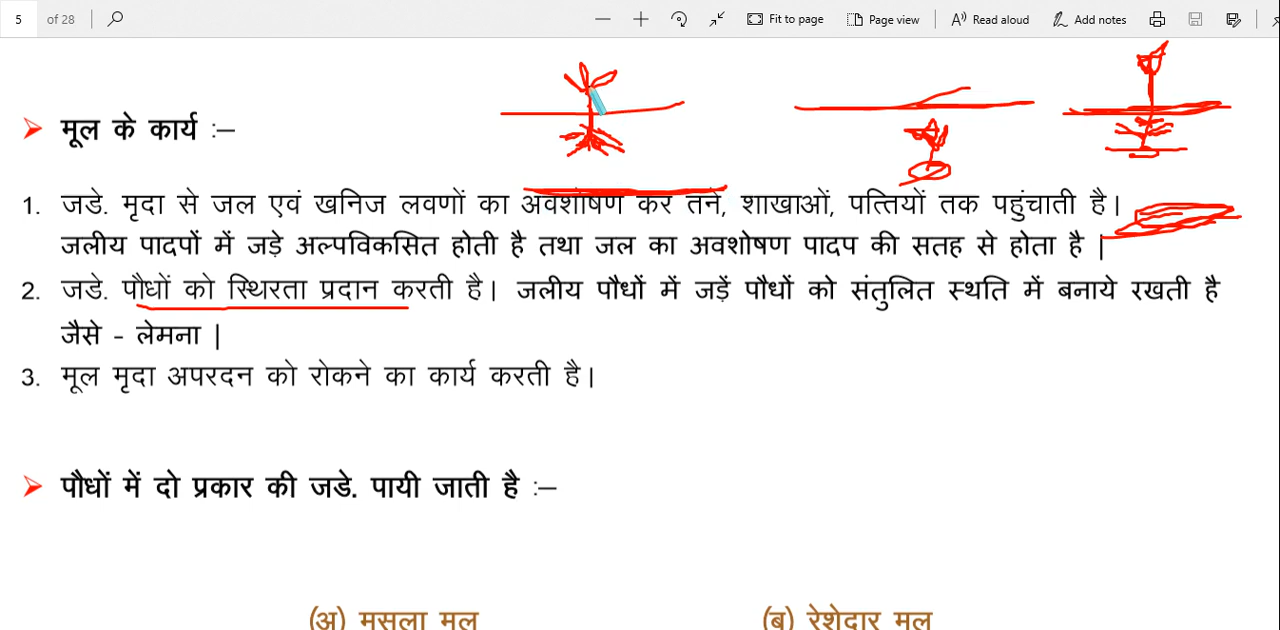 5 of 28 Fit to page Page view Read aloud Add notes
मूल के कार्य :–
1. जडे. मृदा से जल एवं खनिज लवणों का अवशोषण कर तने, शाखाओं, पत्तियों तक पहुंचाती है।
जलीय पादपों में जड़े अल्पविकसित होती है तथा जल का अवशोषण पादप की सतह से होता है |
2. जडे. पौधों को स्थिरता प्रदान करती है। जलीय पौधों में जड़ें पौधों को संतुलित स्थति में बनाये रखती है
जैसे - लेमना |
3. मूल मृदा अपरदन को रोकने का कार्य करती है।
पौधों में दो प्रकार की जडे. पायी जाती है :–
(अ) मूसला मूल (ब) रेशेदार मूल